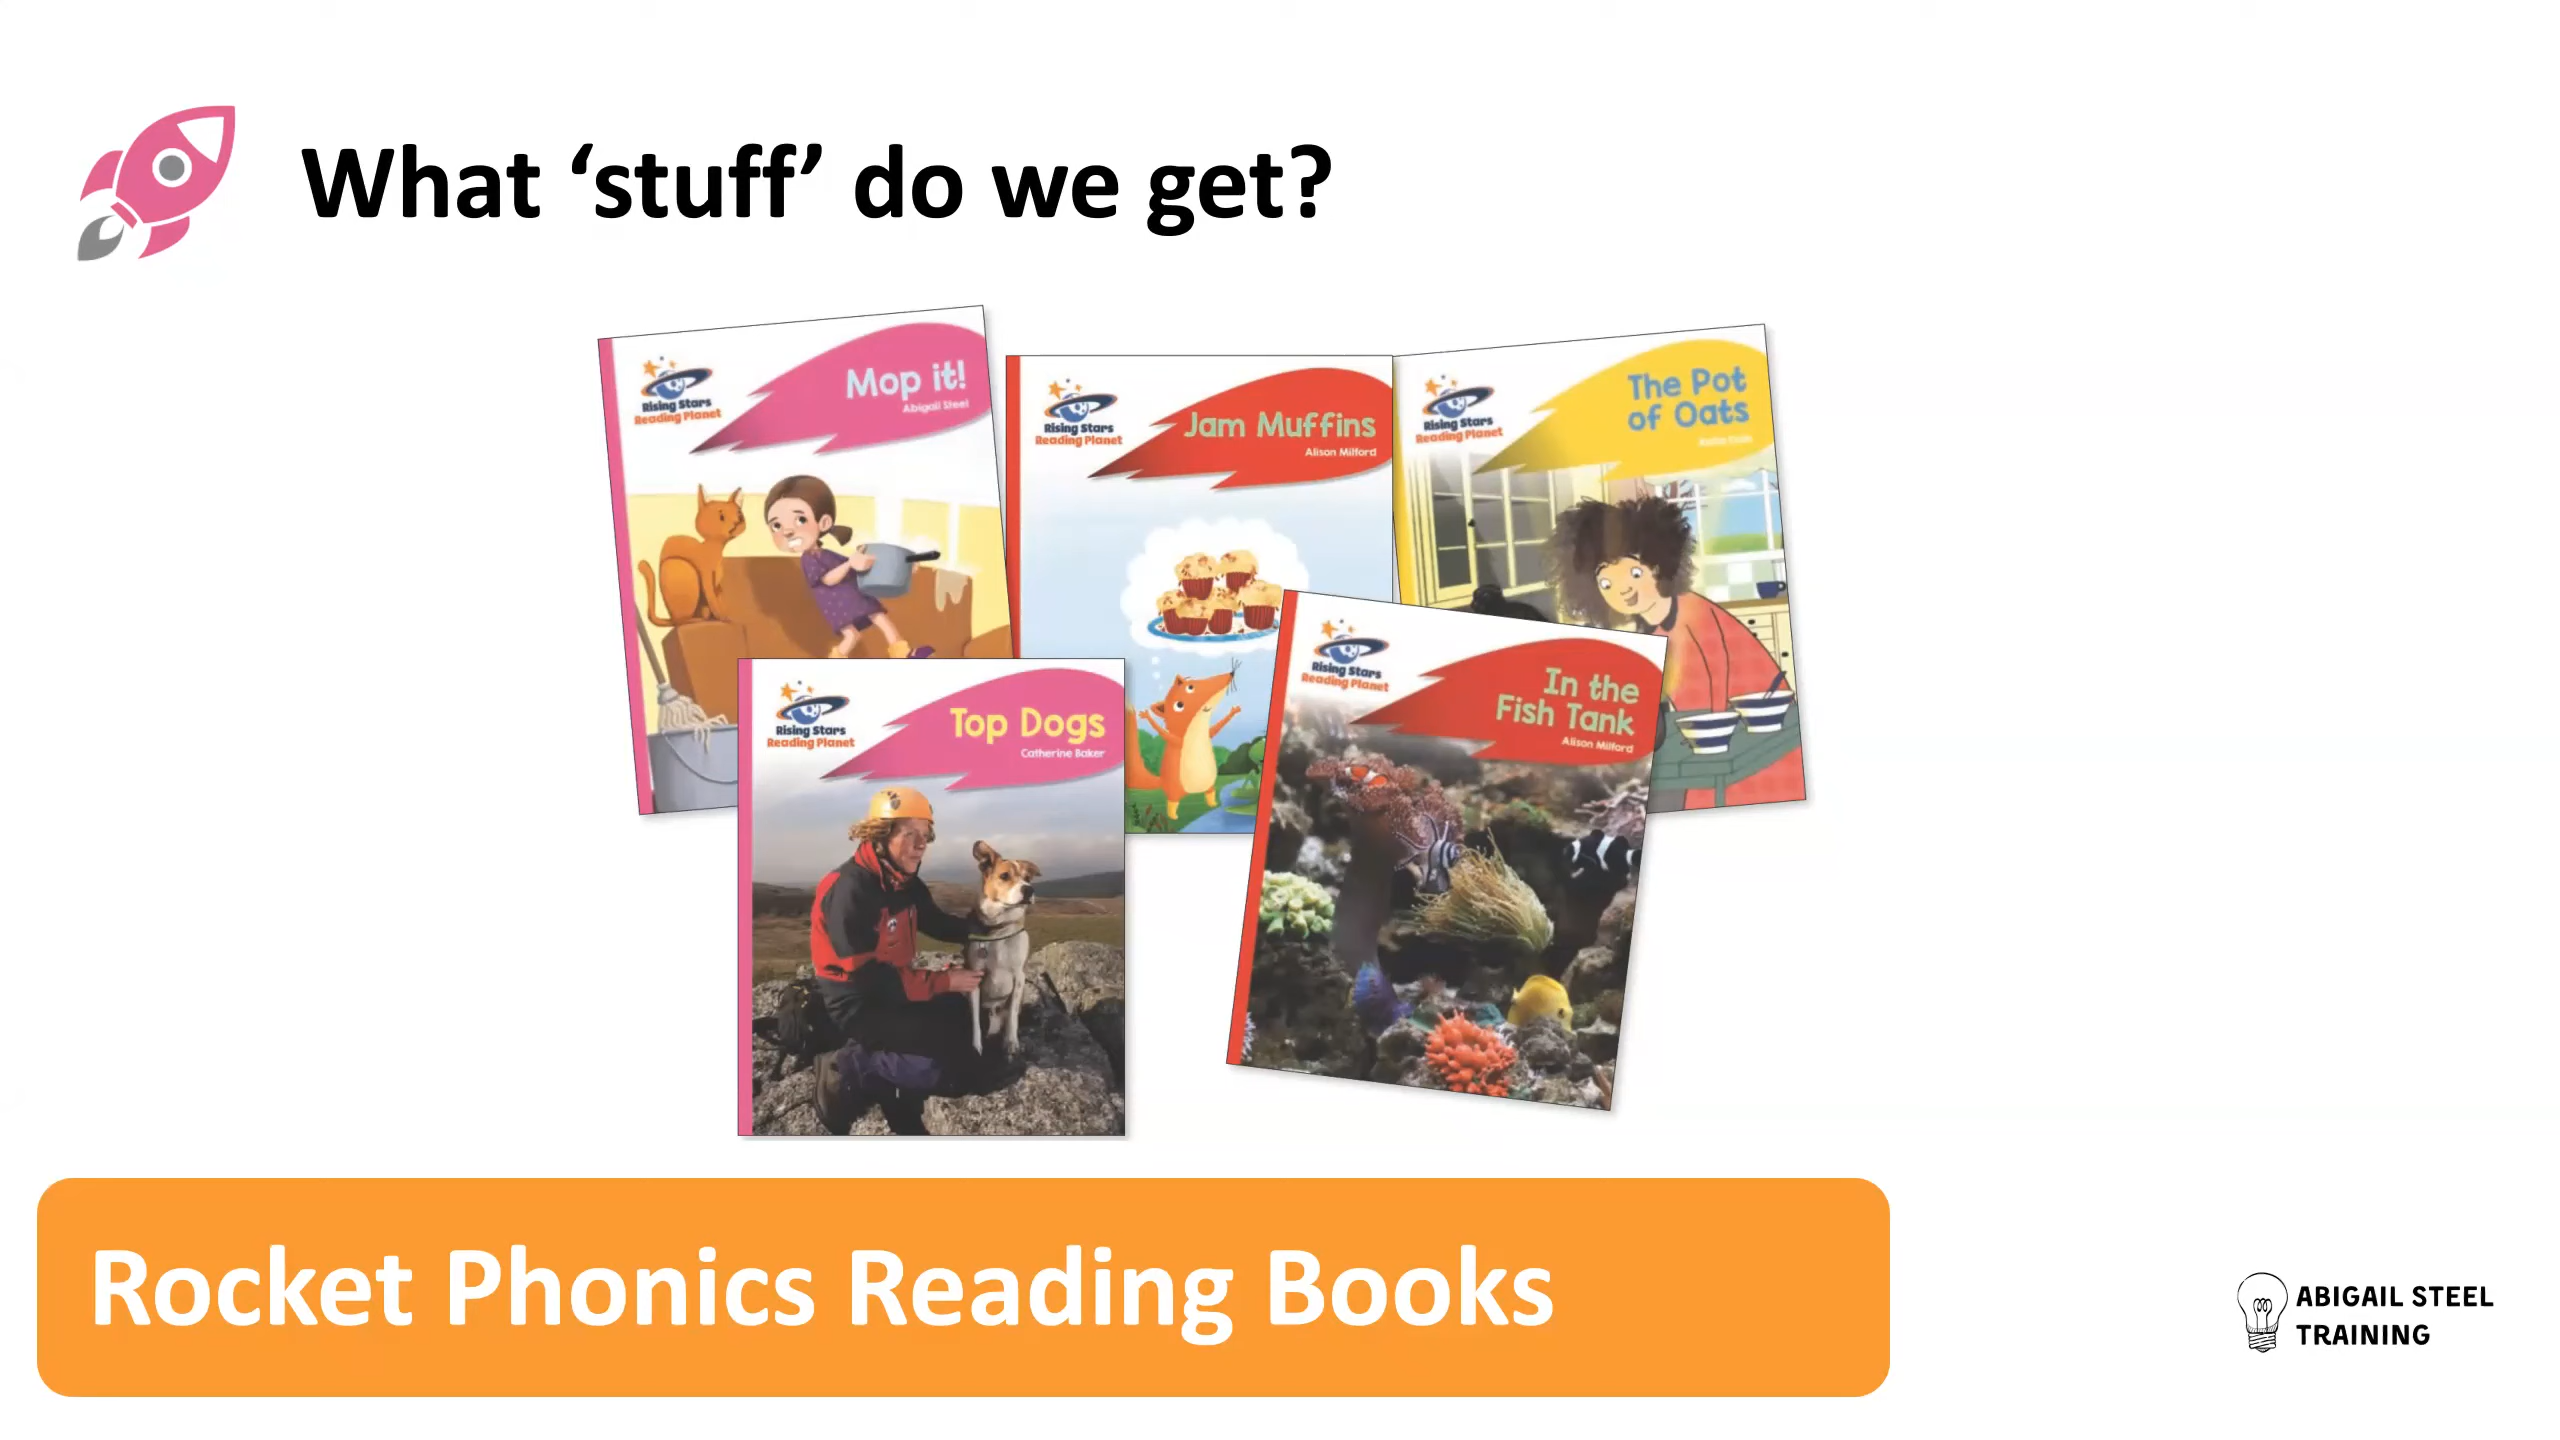 What ‘stuff’ do we get?
Rising Stars
Reading Planet
Mop it!
Abigail Steel
Rising Stars
Reading Planet
Jam Muffins
Alison Milford
Rising Stars
Reading Planet
The Pot
of Oats
Rising Stars
Reading Planet
Top Dogs
Catherine Baker
Rising Stars
Reading Planet
In the
Fish Tank
Alison Milford
Rocket Phonics Reading Books
ABIGAIL STEEL
TRAINING